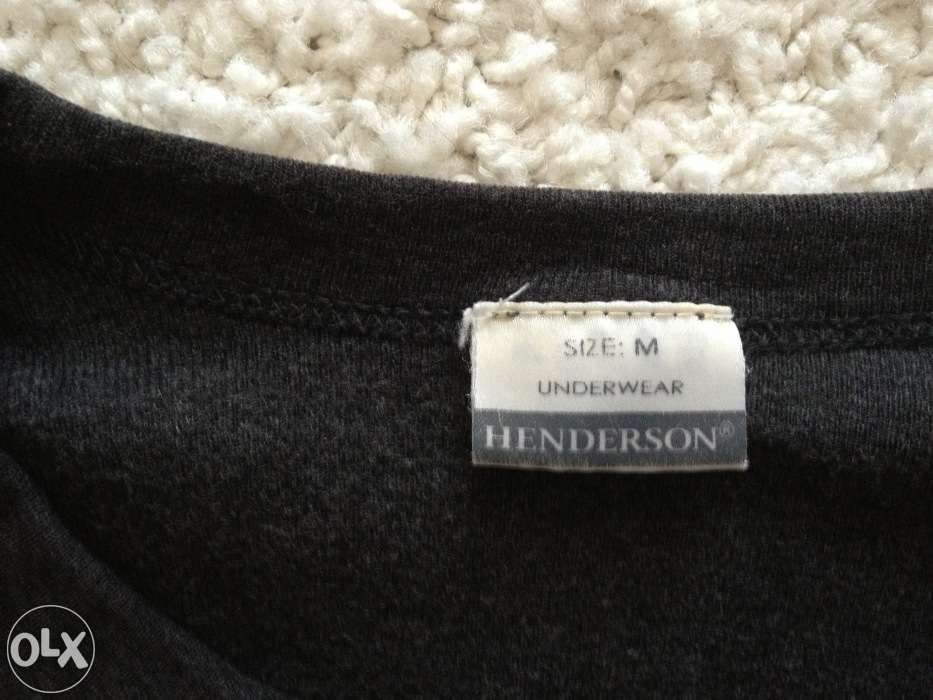 SIZE: M
UNDERWEAR
HENDERSON®
OLX